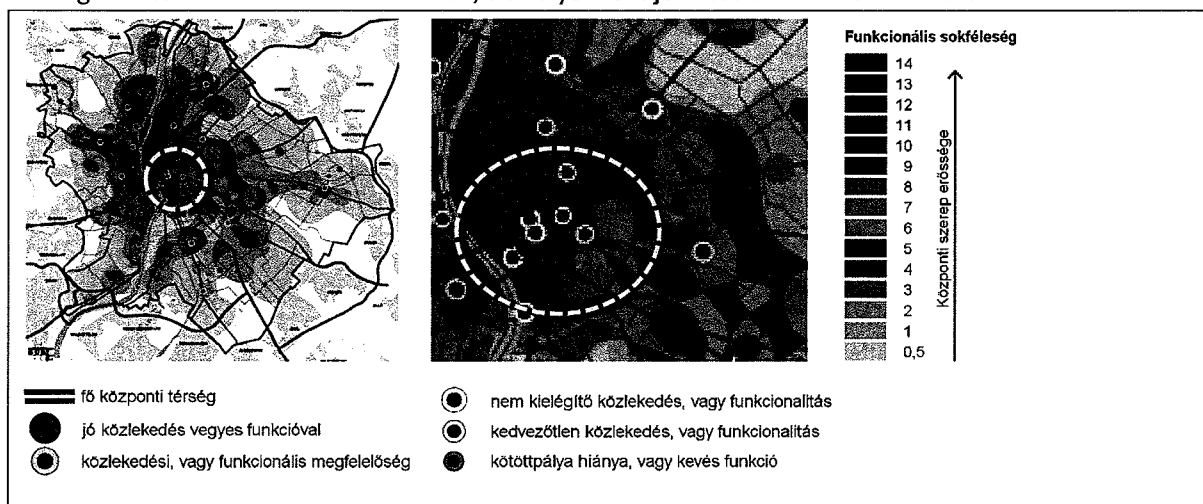 Funkcionális sokféleség
14
13
12
11
10
9
8
7
6
5
4
3
2
1
0,5
Központi szerep erőssége
fő központi térség
jó közlekedés vegyes funkcióval
közlekedési, vagy funkcionális megfelelőség
nem kielégítő közlekedés, vagy funkcionalitás
kedvezőtlen közlekedés, vagy funkcionalitás
kötöttpálya hiánya, vagy kevés funkció